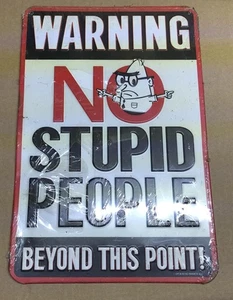 WARNING
NO
STUPID
PEOPLE
BEYOND THIS POINT!